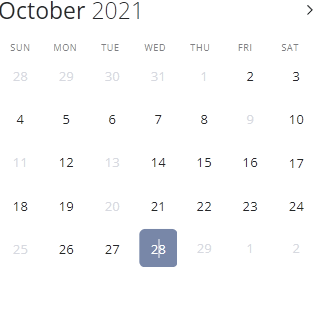 October 2021
SUN MON TUE WED THU FRI SAT
28 29 30 31 1 2 3
4 5 6 7 8 9 10
11 12 13 14 15 16 17
18 19 20 21 22 23 24
25 26 27 28 29 1 2